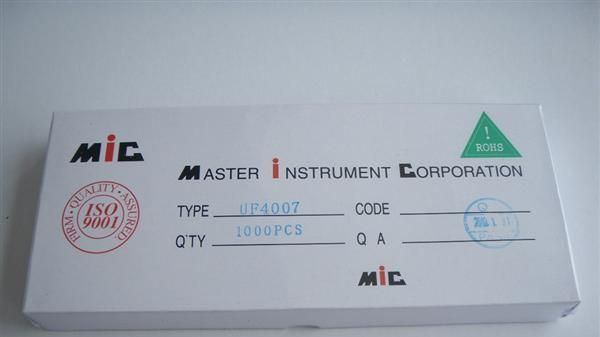 MiC
! ROHS
MASTER iNSTRUMENT CORPORATION
FIRM · QUALITY · ASSURED
ISO
9001
TYPE UF4007 CODE
Q'TY 1000PCS Q A
Q
MiC